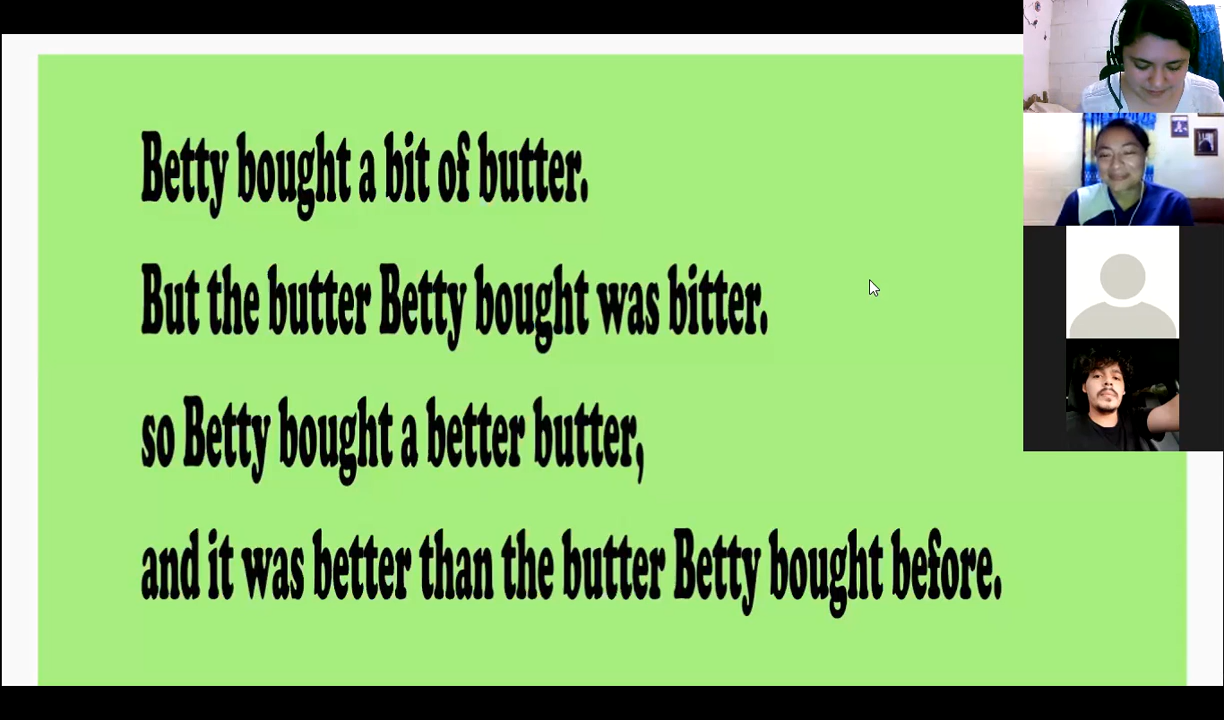 Betty bought a bit of butter.
But the butter Betty bought was bitter.
so Betty bought a better butter,
and it was better than the butter Betty bought before.